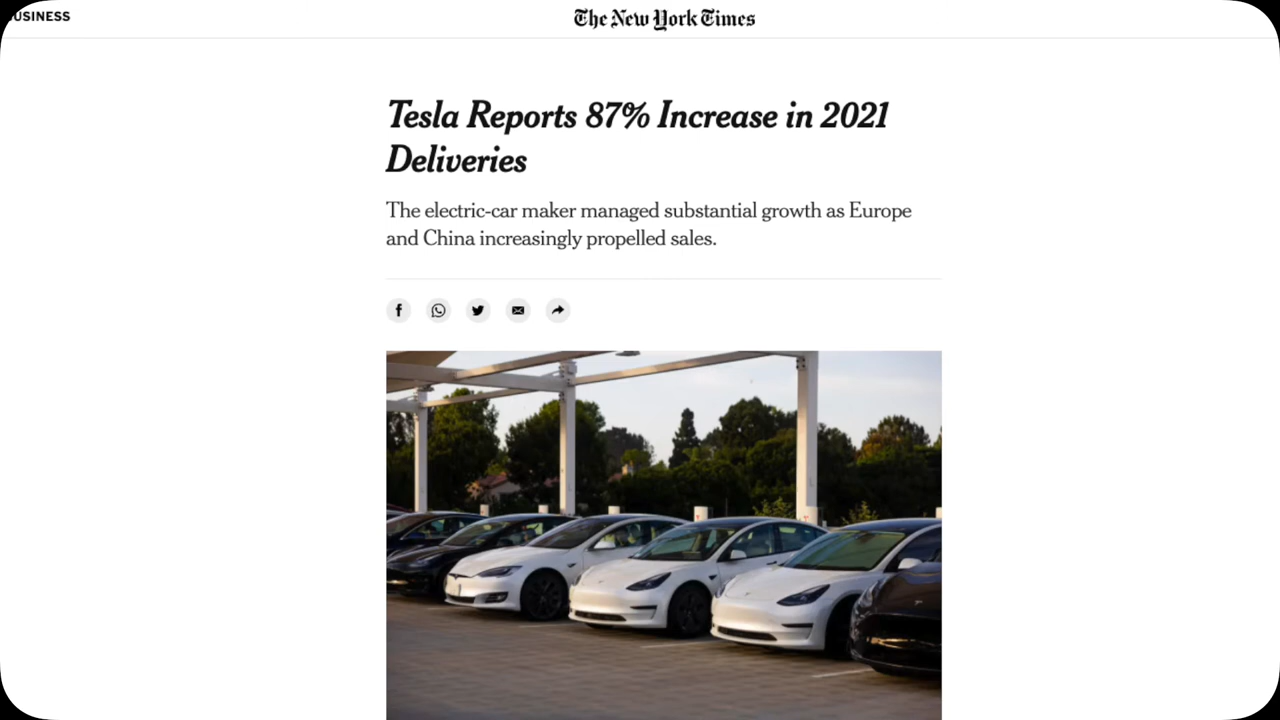 USINESS
The New York Times
Tesla Reports 87% Increase in 2021
Deliveries
The electric-car maker managed substantial growth as Europe
and China increasingly propelled sales.